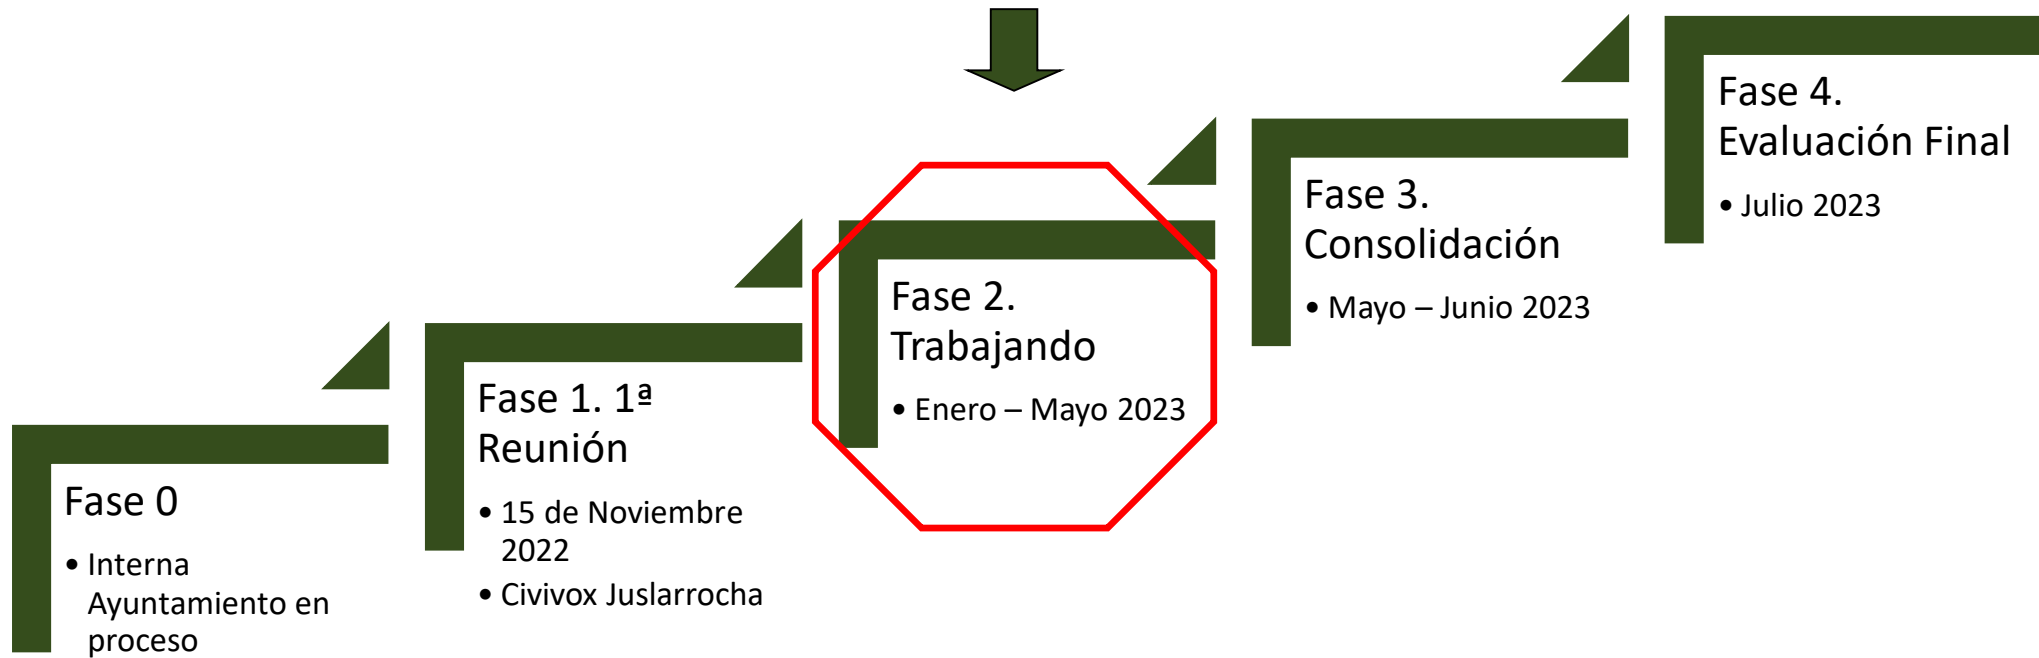 Fase 0
• Interna
Ayuntamiento en
proceso
Fase 1. 1ª
Reunión
• 15 de Noviembre
2022
• Civivox Juslarrocha
Fase 2.
Trabajando
• Enero – Mayo 2023
Fase 3.
Consolidación
• Mayo – Junio 2023
Fase 4.
Evaluación Final
• Julio 2023